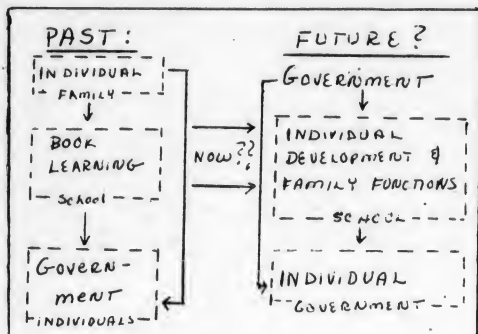 PAST:
INDIVIDUAL
FAMILY
BOOK
LEARNING
School
GOVERN-
MENT
INDIVIDUALS
NOW??
FUTURE?
GOVERNMENT
INDIVIDUAL
DEVELOPMENT &
FAMILY FUNCTIONS
SCHOOL
INDIVIDUAL
GOVERNMENT